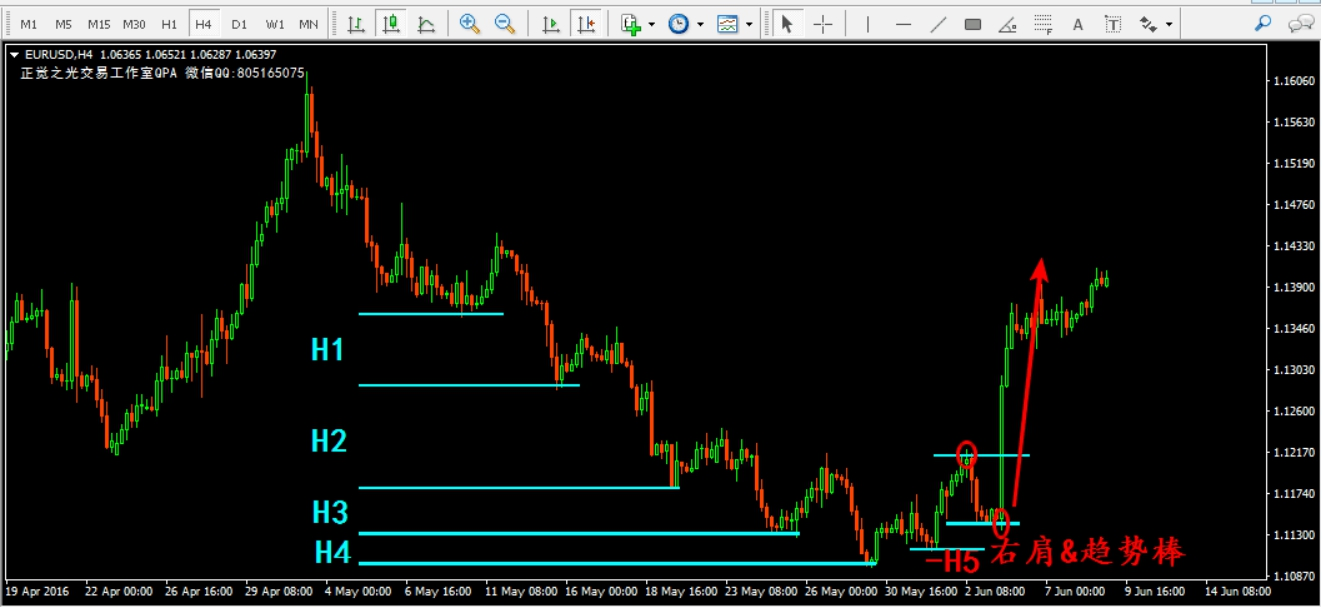 M1 M5 M15 M30 H1 H4 D1 W1 MN
EURUSD,H4 1.06365 1.06521 1.06287 1.06397
正觉之光交易工作室QPA 微信QQ:805165075
1.16060
1.15630
1.15190
1.14760
1.14330
1.13900
1.13460
1.13030
1.12600
1.12170
1.11740
1.11300
1.10870
H1
H2
H3
H4
-H5 右肩&趋势棒
19 Apr 2016 22 Apr 00:00 26 Apr 16:00 29 Apr 08:00 4 May 00:00 6 May 16:00 11 May 08:00 16 May 00:00 18 May 16:00 23 May 08:00 26 May 00:00 30 May 16:00 2 Jun 08:00 7 Jun 00:00 9 Jun 16:00 14 Jun 08:00